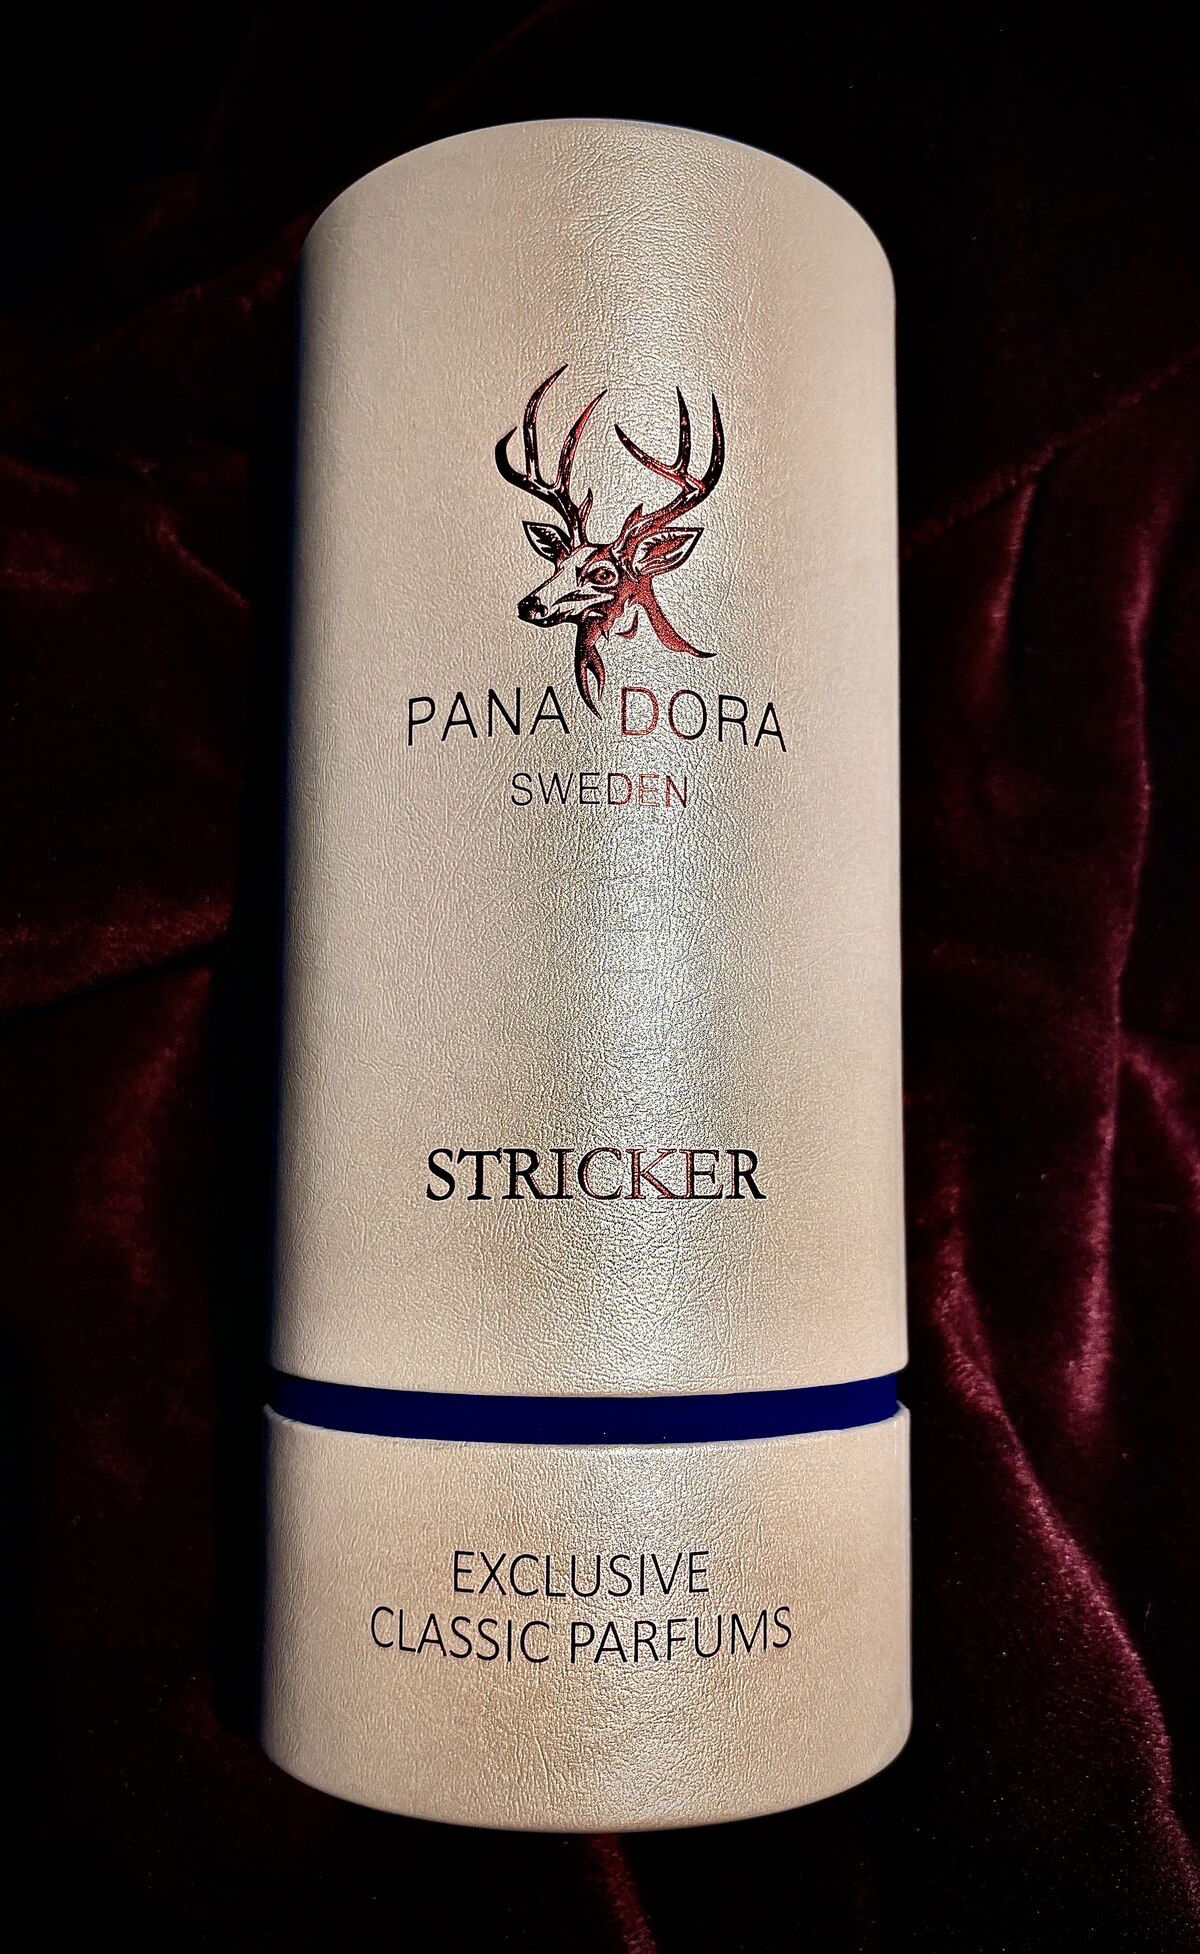 PANA DORA
SWEDEN
STRICKER
EXCLUSIVE
CLASSIC PARFUMS